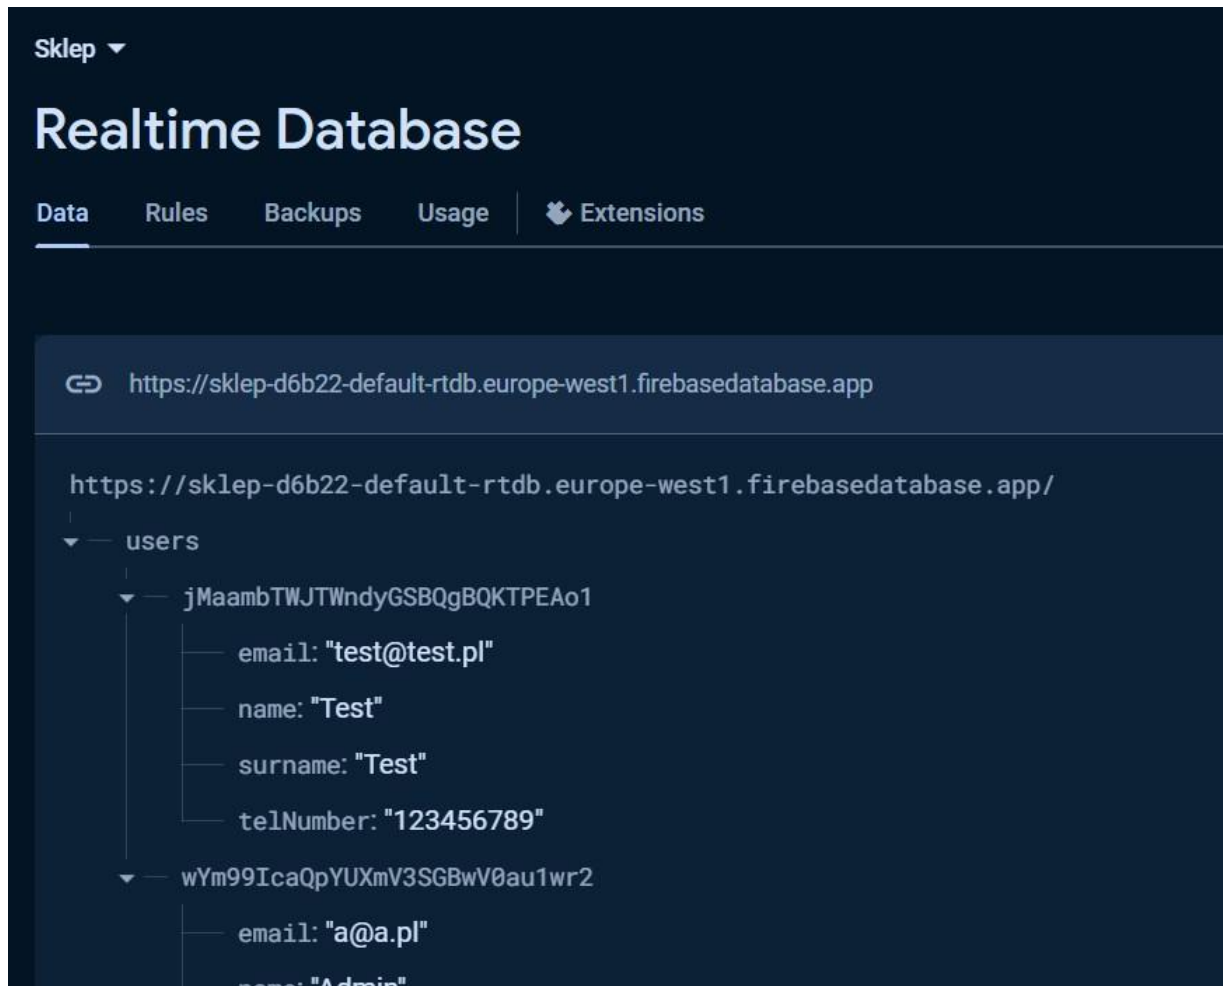 Sklep
Realtime Database
Data Rules Backups Usage Extensions
https://sklep-d6b22-default-rtdb.europe-west1.firebasedatabase.app
https://sklep-d6b22-default-rtdb.europe-west1.firebasedatabase.app/
users
jMaambTWJTWndyGSBQgBQKTPEAo1
email: "test@test.pl"
name: "Test"
surname: "Test"
telNumber: "123456789"
wYm99IcaQpYUXmV3SGBwV0au1wr2
email: "a@a.pl"
name: "Admin"